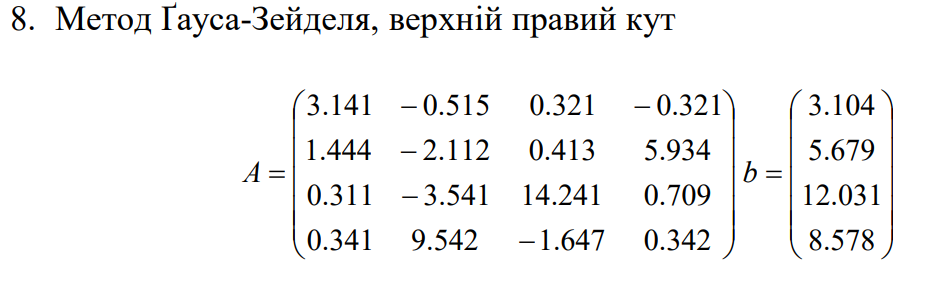 8. Метод Ґауса-Зейделя, верхній правий кут
3.141 −0.515 0.321 −0.321 3.104
1.444 −2.112 0.413 5.934 5.679
A = b =
0.311 −3.541 14.241 0.709 12.031
0.341 9.542 −1.647 0.342 8.578